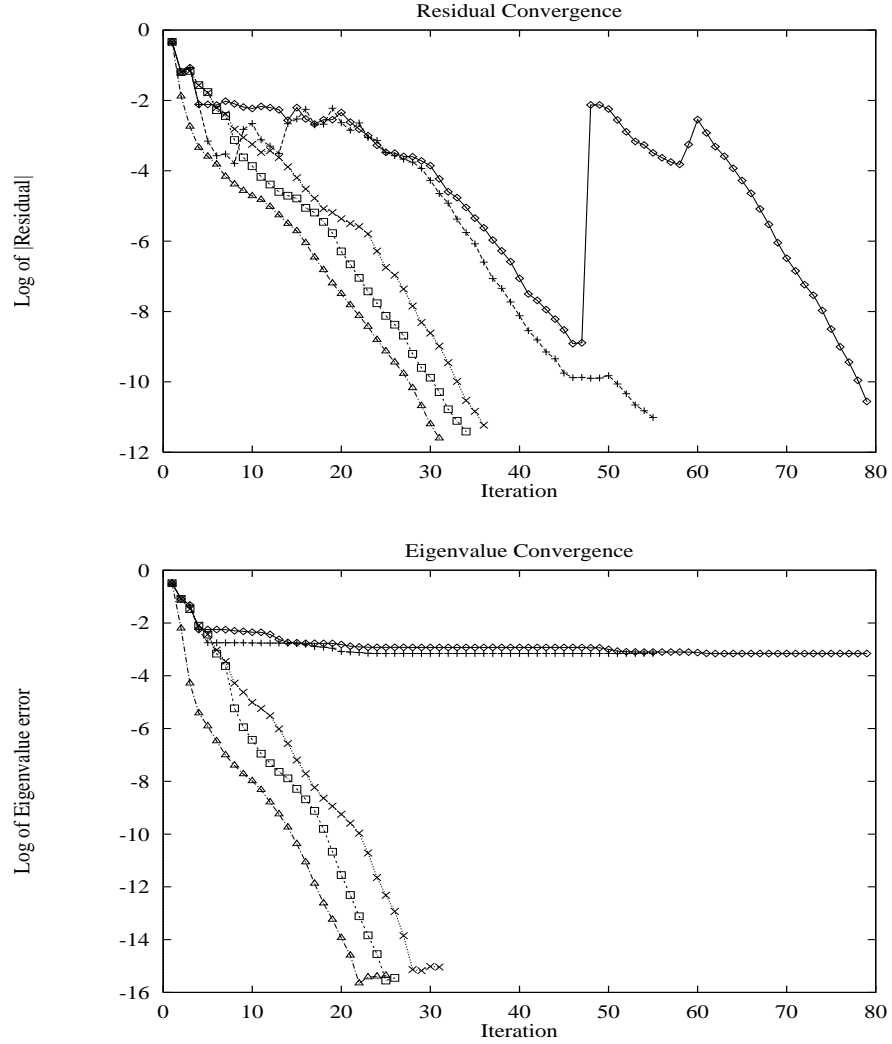 Residual Convergence
0
-2
-4
-6
-8
-10
-12
Log of |Residual|
0 10 20 30 40 50 60 70 80
Iteration
Eigenvalue Convergence
0
-2
-4
-6
-8
-10
-12
-14
-16
Log of Eigenvalue error
0 10 20 30 40 50 60 70 80
Iteration